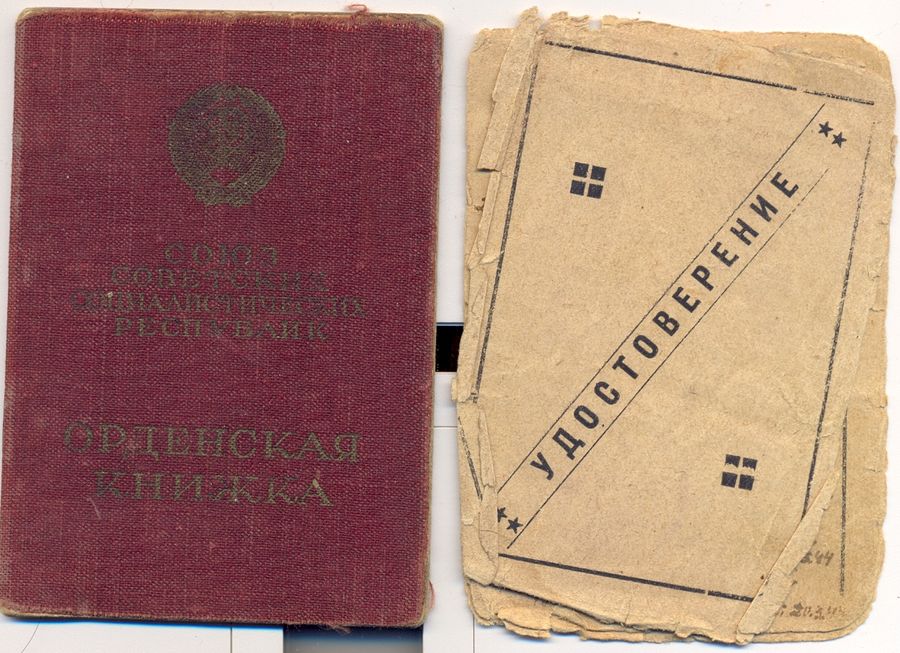 СОЮЗ
СОВЕТСКИХ
СОЦИАЛИСТИЧЕСКИХ
РЕСПУБЛИК
ОРДЕНСКАЯ
КНИЖКА
УДОСТОВЕРЕНИЕ